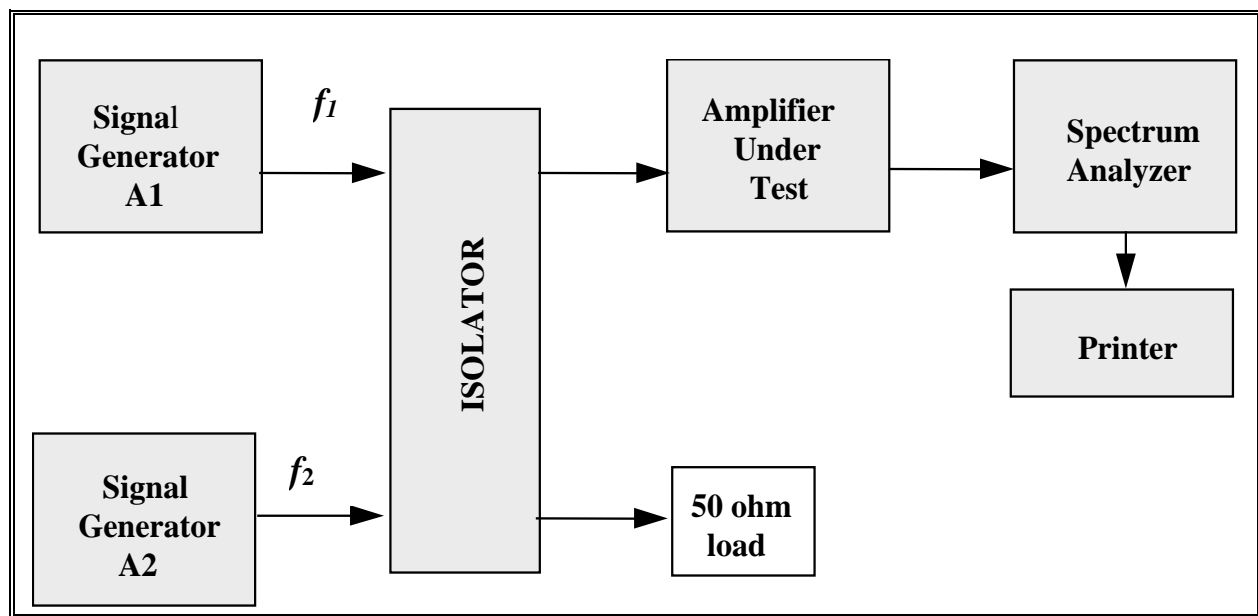 Signal
Generator
A1
f1
ISOLATOR
Amplifier
Under
Test
Spectrum
Analyzer
Printer
Signal
Generator
A2
f2
50 ohm
load